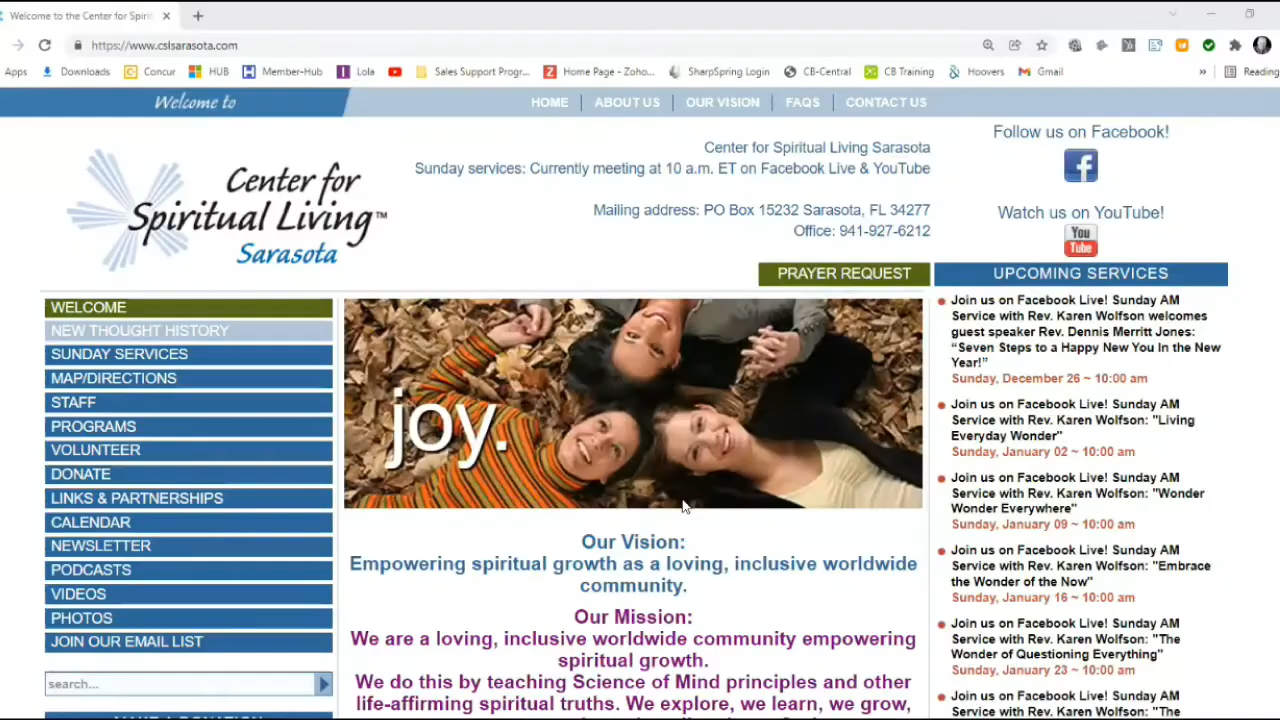 Welcome to the Center for Spiri
https://www.cslsarasota.com
Apps
Downloads
Concur
HUB
Member-Hub
Lola
Sales Support Progr...
Home Page - Zoho...
SharpSpring Login
CB-Central
CB Training
Hoovers
Gmail
»
Reading
Welcome to
HOME
ABOUT US
OUR VISION
FAQS
CONTACT US
Center for
Spiritual Living™
Sarasota
Center for Spiritual Living Sarasota
Sunday services: Currently meeting at 10 a.m. ET on Facebook Live & YouTube
Mailing address: PO Box 15232 Sarasota, FL 34277
Office: 941-927-6212
PRAYER REQUEST
Follow us on Facebook!
f
Watch us on YouTube!
You
Tube
WELCOME
NEW THOUGHT HISTORY
SUNDAY SERVICES
MAP/DIRECTIONS
STAFF
PROGRAMS
VOLUNTEER
DONATE
LINKS & PARTNERSHIPS
CALENDAR
NEWSLETTER
PODCASTS
VIDEOS
PHOTOS
JOIN OUR EMAIL LIST
search...
MAKE A DONATION
joy.
Our Vision:
Empowering spiritual growth as a loving, inclusive worldwide
community.
Our Mission:
We are a loving, inclusive worldwide community empowering
spiritual growth.
We do this by teaching Science of Mind principles and other
life-affirming spiritual truths. We explore, we learn, we grow,
UPCOMING SERVICES
Join us on Facebook Live! Sunday AM
Service with Rev. Karen Wolfson welcomes
guest speaker Rev. Dennis Merritt Jones:
“Seven Steps to a Happy New You In the New
Year!”
Sunday, December 26 ~ 10:00 am
Join us on Facebook Live! Sunday AM
Service with Rev. Karen Wolfson: "Living
Everyday Wonder"
Sunday, January 02 ~ 10:00 am
Join us on Facebook Live! Sunday AM
Service with Rev. Karen Wolfson: "Wonder
Wonder Everywhere"
Sunday, January 09 ~ 10:00 am
Join us on Facebook Live! Sunday AM
Service with Rev. Karen Wolfson: "Embrace
the Wonder of the Now"
Sunday, January 16 ~ 10:00 am
Join us on Facebook Live! Sunday AM
Service with Rev. Karen Wolfson: "The
Wonder of Questioning Everything"
Sunday, January 23 ~ 10:00 am
Join us on Facebook Live! Sunday AM
Service with Rev. Karen Wolfson: "The